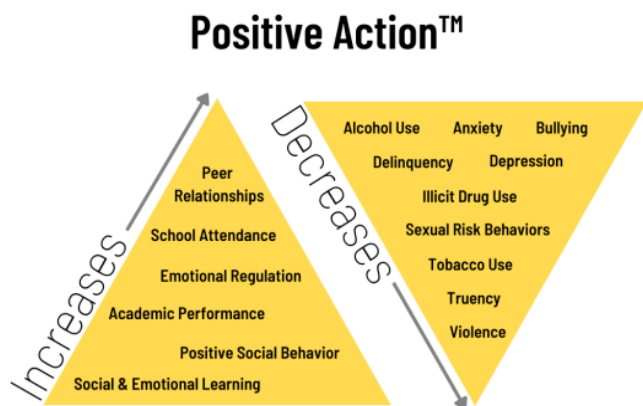 Positive Action™
Increases
Peer
Relationships
School Attendance
Emotional Regulation
Academic Performance
Positive Social Behavior
Social & Emotional Learning
Decreases
Alcohol Use Anxiety Bullying
Delinquency Depression
Illicit Drug Use
Sexual Risk Behaviors
Tobacco Use
Truency
Violence